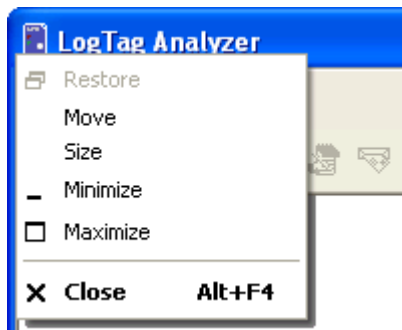 LogTag Analyzer
Restore
Move
Size
Minimize
Maximize
Close Alt+F4